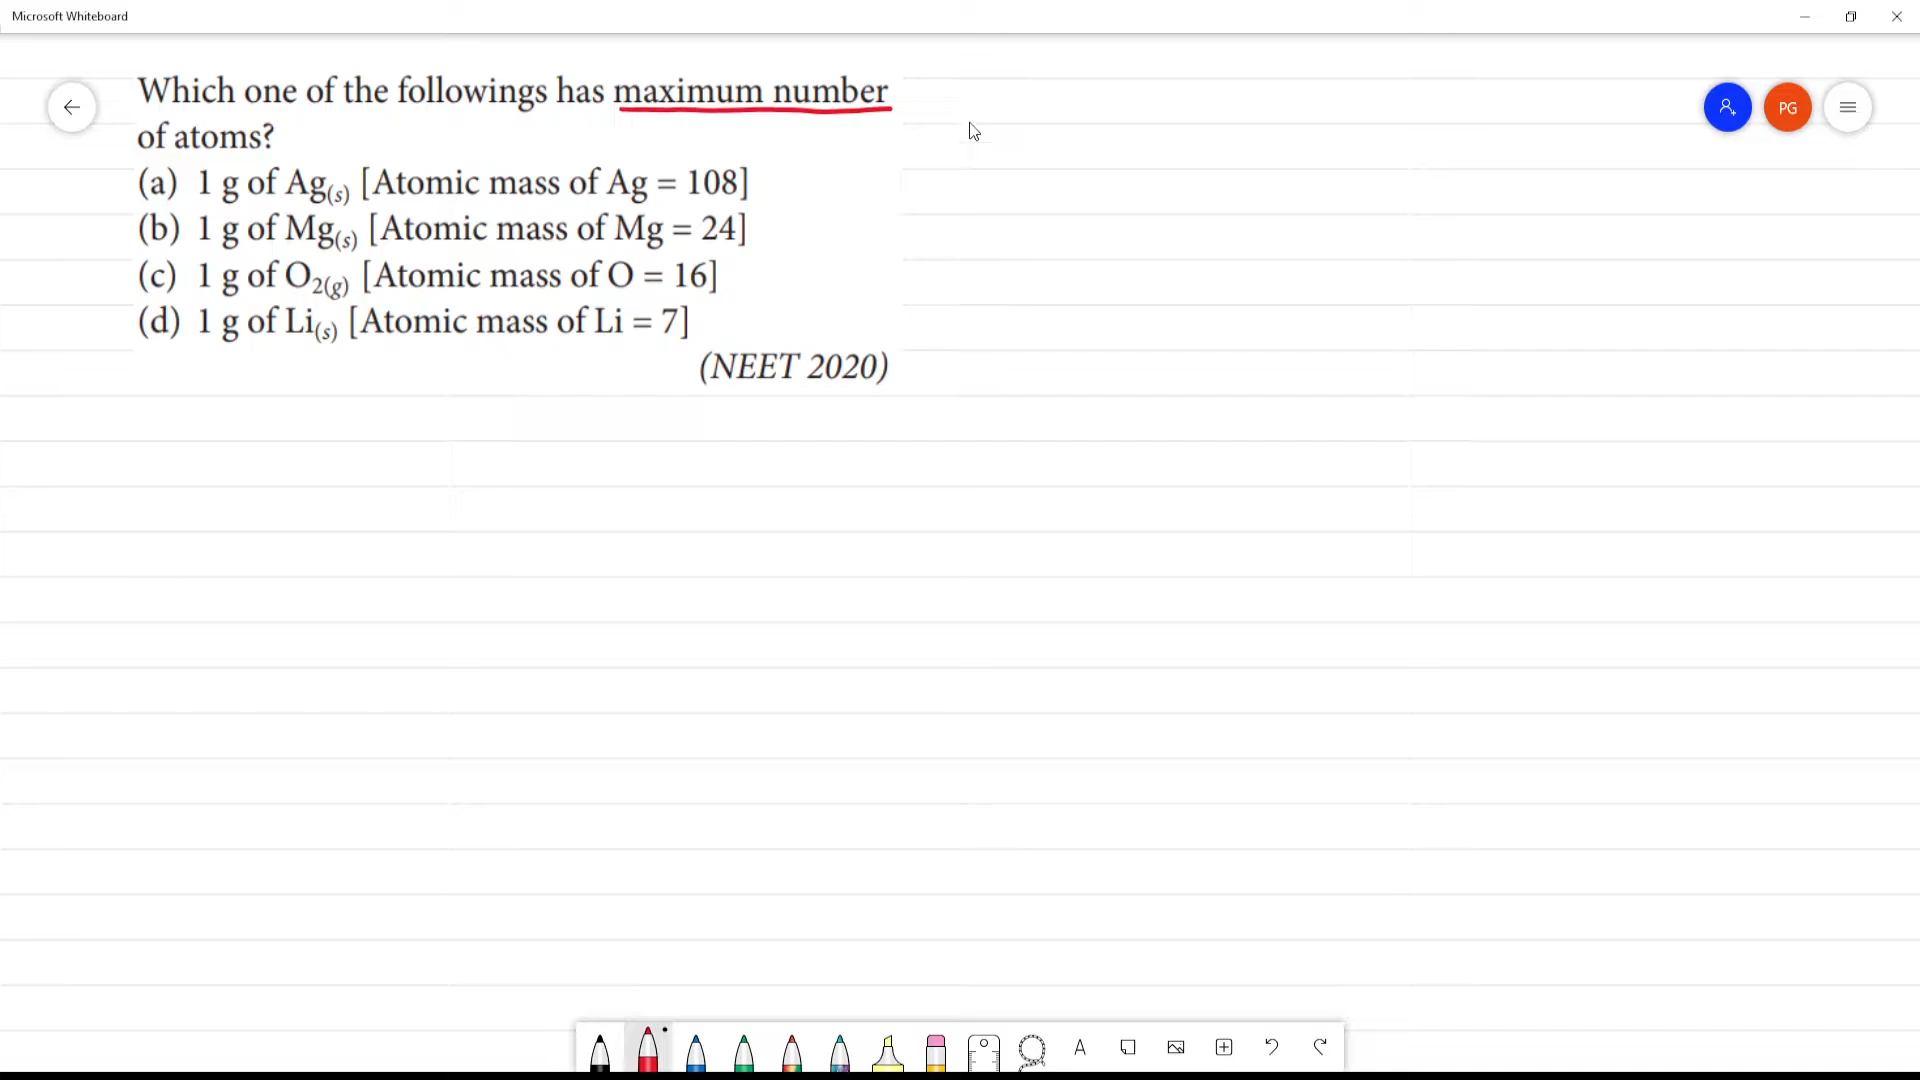 Microsoft Whiteboard
Which one of the followings has maximum number
of atoms?
PG
(a) 1 g of Ag(s) [Atomic mass of Ag = 108]
(b) 1 g of Mg(s) [Atomic mass of Mg = 24]
(c) 1 g of O2(g) [Atomic mass of O = 16]
(d) 1 g of Li(s) [Atomic mass of Li = 7]
(NEET 2020)
A